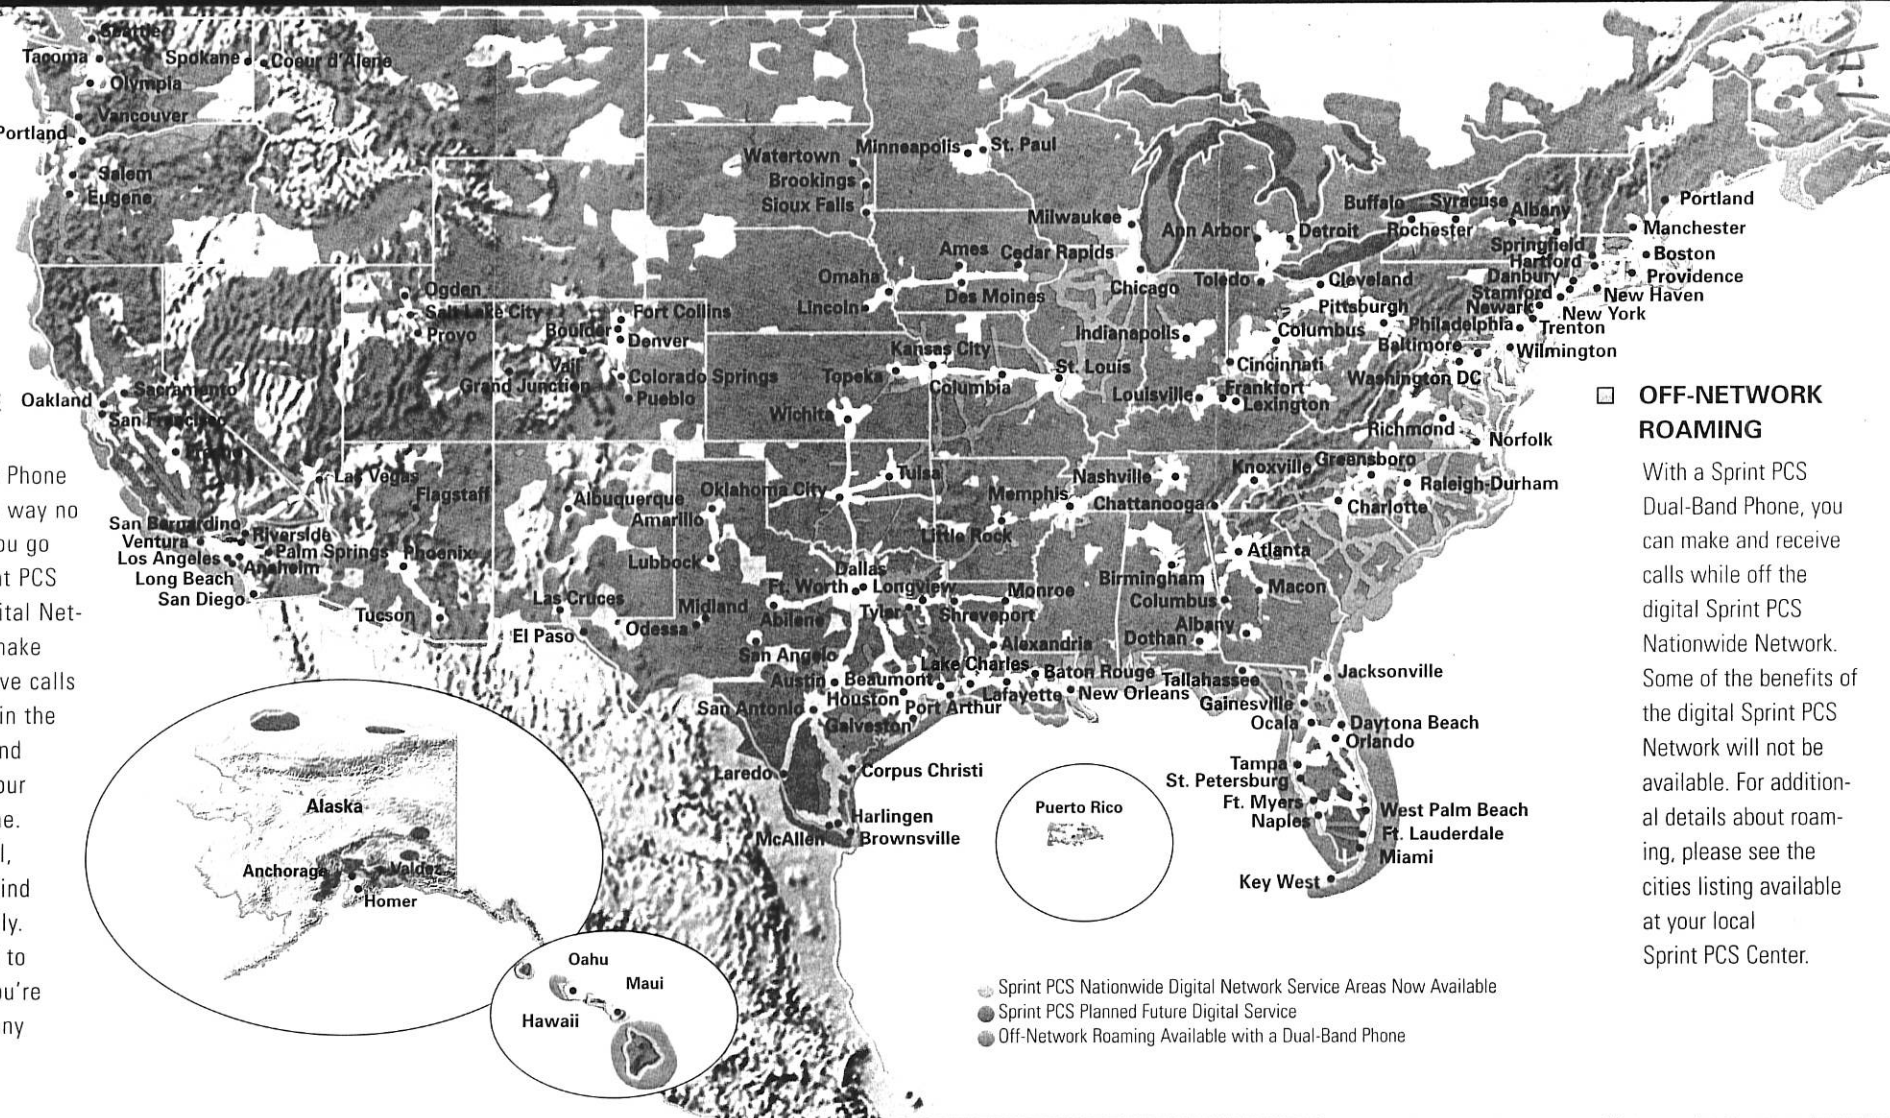 Seattle
Tacoma
Spokane
Coeur d'Alene
Olympia
Vancouver
Portland
Salem
Eugene
Watertown
Minneapolis
St. Paul
Brookings
Sioux Falls
Milwaukee
Ann Arbor
Detroit
Buffalo
Syracuse
Albany
Rochester
Portland
Manchester
Springfield
Boston
Hartford
Danbury
Providence
Stamford
New Haven
Newark
New York
Ames
Cedar Rapids
Omaha
Des Moines
Lincoln
Chicago
Toledo
Cleveland
Pittsburgh
Philadelphia
Trenton
Columbus
Baltimore
Wilmington
Indianapolis
Ogden
Salt Lake City
Provo
Fort Collins
Boulder
Denver
Vail
Grand Junction
Colorado Springs
Pueblo
Kansas City
Topeka
Columbia
St. Louis
Cincinnati
Washington DC
Louisville
Frankfort
Lexington
Oakland
Sacramento
San Francisco
Fresno
Wichita
Richmond
Norfolk
Las Vegas
Flagstaff
Albuquerque
Amarillo
Oklahoma City
Tulsa
Nashville
Knoxville
Greensboro
Raleigh-Durham
Memphis
Chattanooga
Charlotte
Little Rock
San Bernardino
Ventura
Riverside
Los Angeles
Palm Springs
Phoenix
Anaheim
Long Beach
San Diego
Tucson
Lubbock
Dallas
Ft. Worth
Longview
Monroe
Atlanta
Birmingham
Macon
Columbus
Las Cruces
Midland
Abilene
Tyler
Shreveport
El Paso
Odessa
Albany
Dothan
San Angelo
Alexandria
Lake Charles
Austin
Beaumont
Baton Rouge
Tallahassee
Jacksonville
Houston
Lafayette
New Orleans
San Antonio
Port Arthur
Gainesville
Galveston
Ocala
Daytona Beach
Orlando
Laredo
Corpus Christi
Tampa
St. Petersburg
Ft. Myers
West Palm Beach
Harlingen
Naples
McAllen
Brownsville
Ft. Lauderdale
Miami
Key West
Puerto Rico
Alaska
Anchorage
Valdez
Homer
Oahu
Maui
Hawaii
Phone
way no
ou go
t PCS
ital Net-
make
ve calls
in the
nd
our
e.
l,
ind
ly.
to
u're
ny
Sprint PCS Nationwide Digital Network Service Areas Now Available
Sprint PCS Planned Future Digital Service
Off-Network Roaming Available with a Dual-Band Phone
OFF-NETWORK
ROAMING
With a Sprint PCS
Dual-Band Phone, you
can make and receive
calls while off the
digital Sprint PCS
Nationwide Network.
Some of the benefits of
the digital Sprint PCS
Network will not be
available. For addition-
al details about roam-
ing, please see the
cities listing available
at your local
Sprint PCS Center.